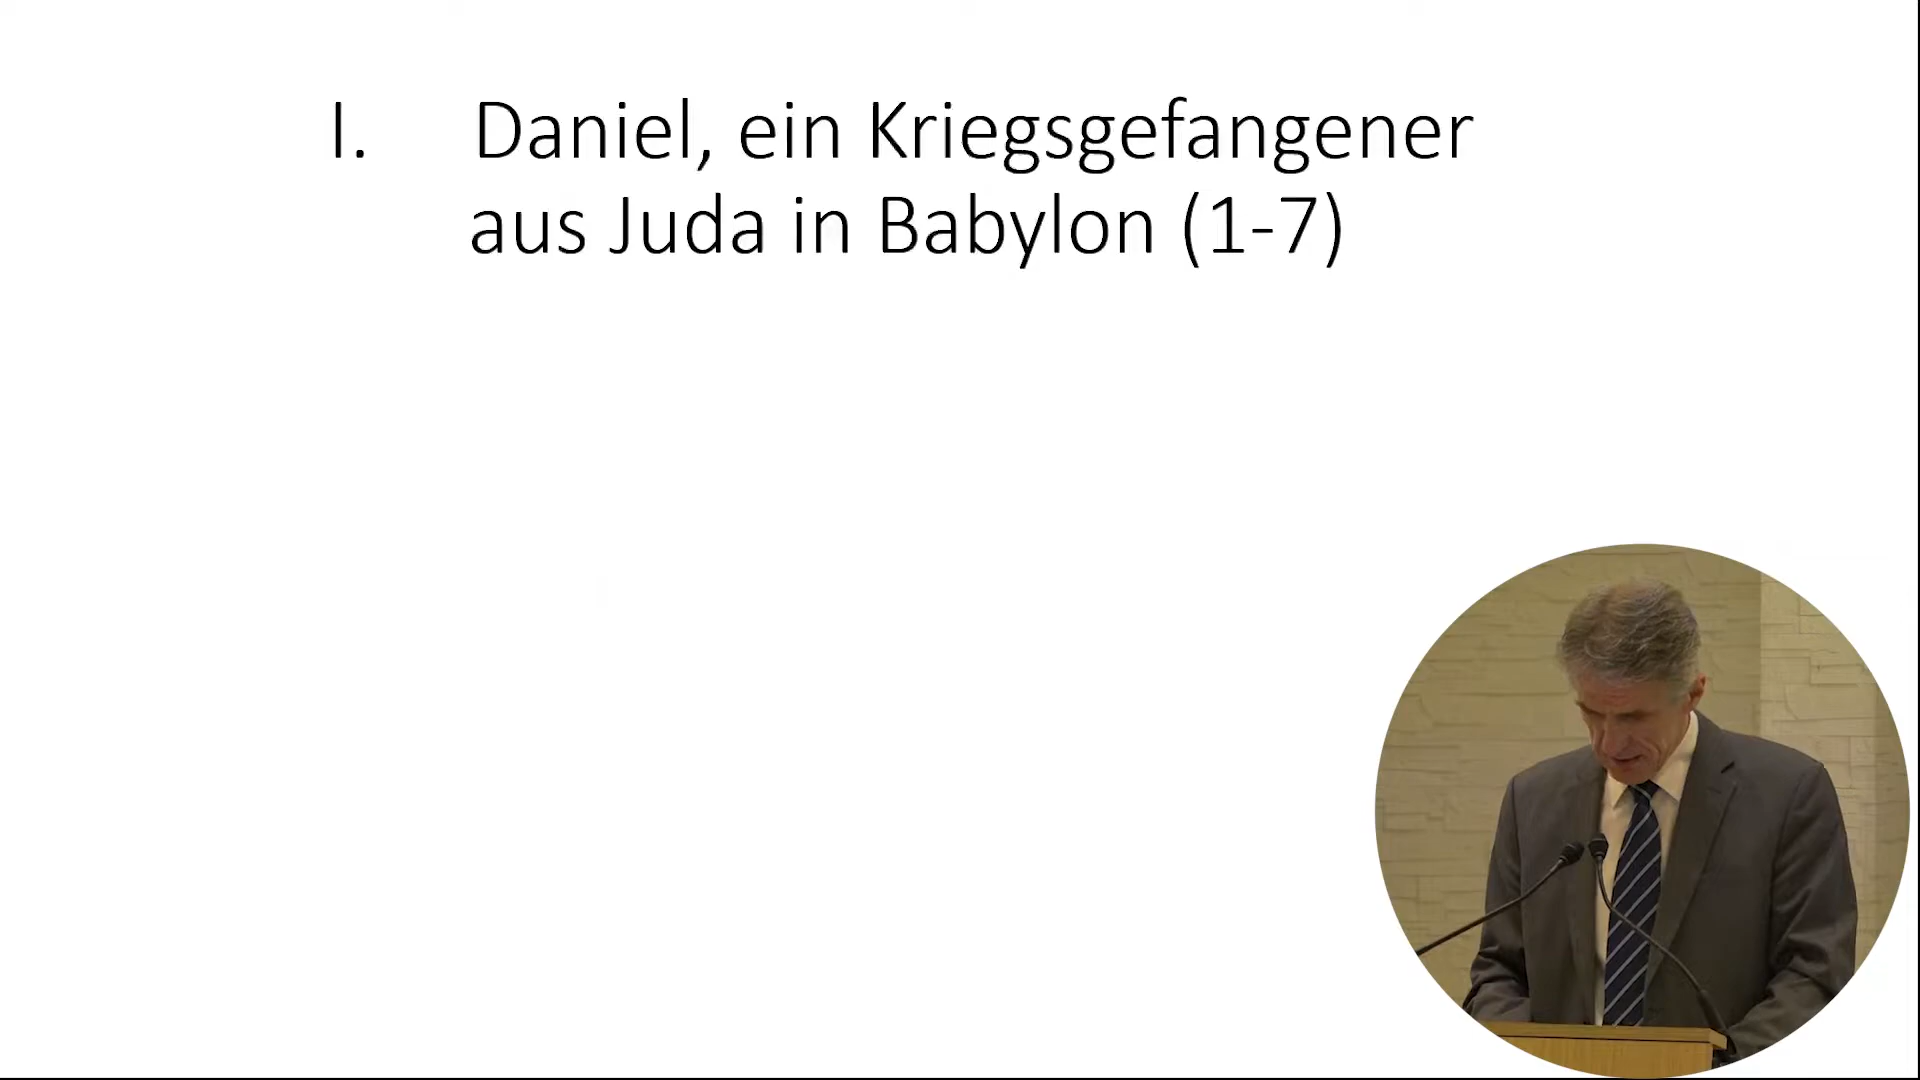 I. Daniel, ein Kriegsgefangener
aus Juda in Babylon (1-7)